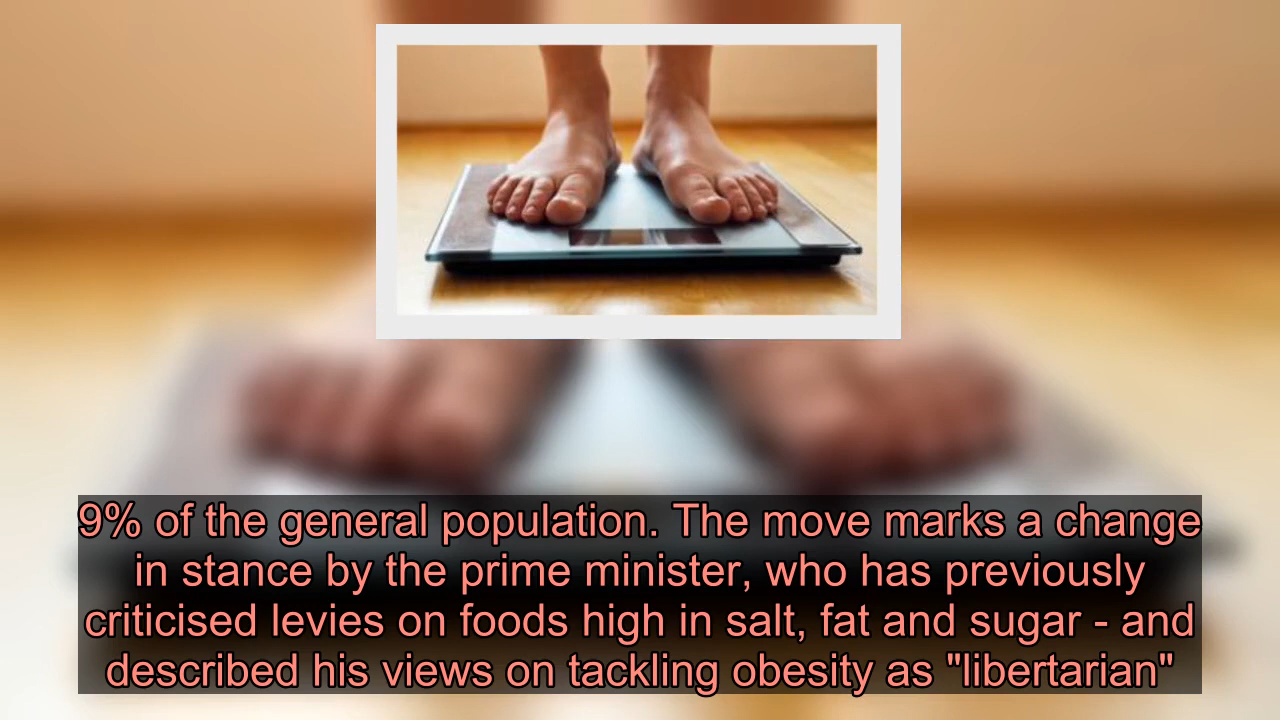 9% of the general population. The move marks a change
in stance by the prime minister, who has previously
criticised levies on foods high in salt, fat and sugar - and
described his views on tackling obesity as "libertarian"